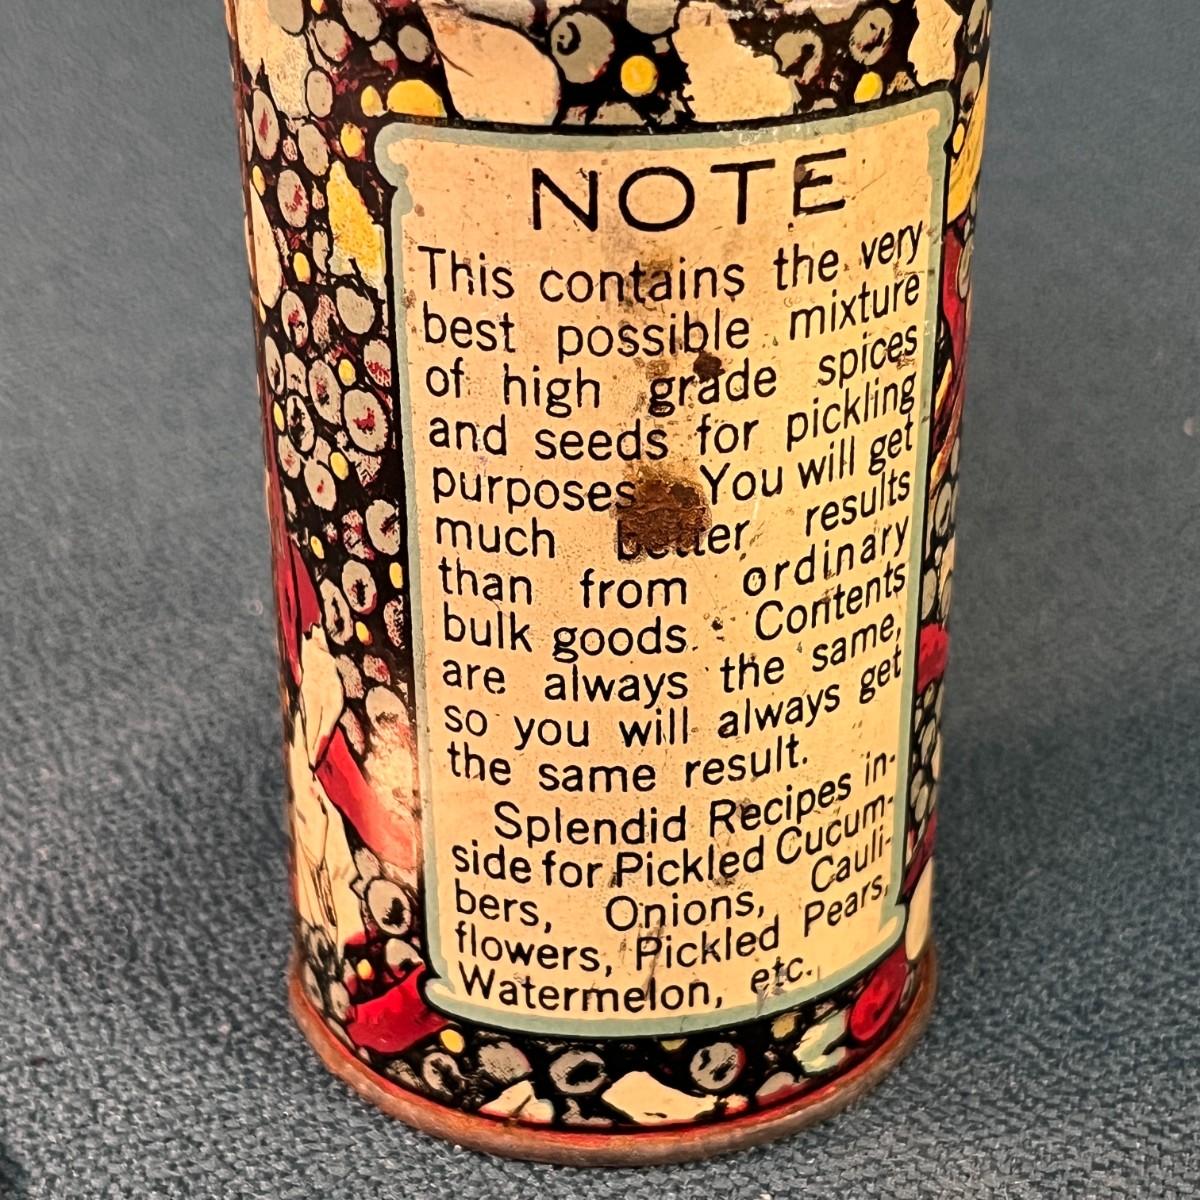 NOTE
This contains the very
best possible mixture
of high grade spices
and seeds for pickling
purposes You will get
much better results
than from ordinary
bulk goods. Contents
are always the same,
so you will always get
the same result.
Splendid Recipes in-
side for Pickled Cucum-
bers, Onions, Cauli-
flowers, Pickled Pears,
Watermelon, etc.